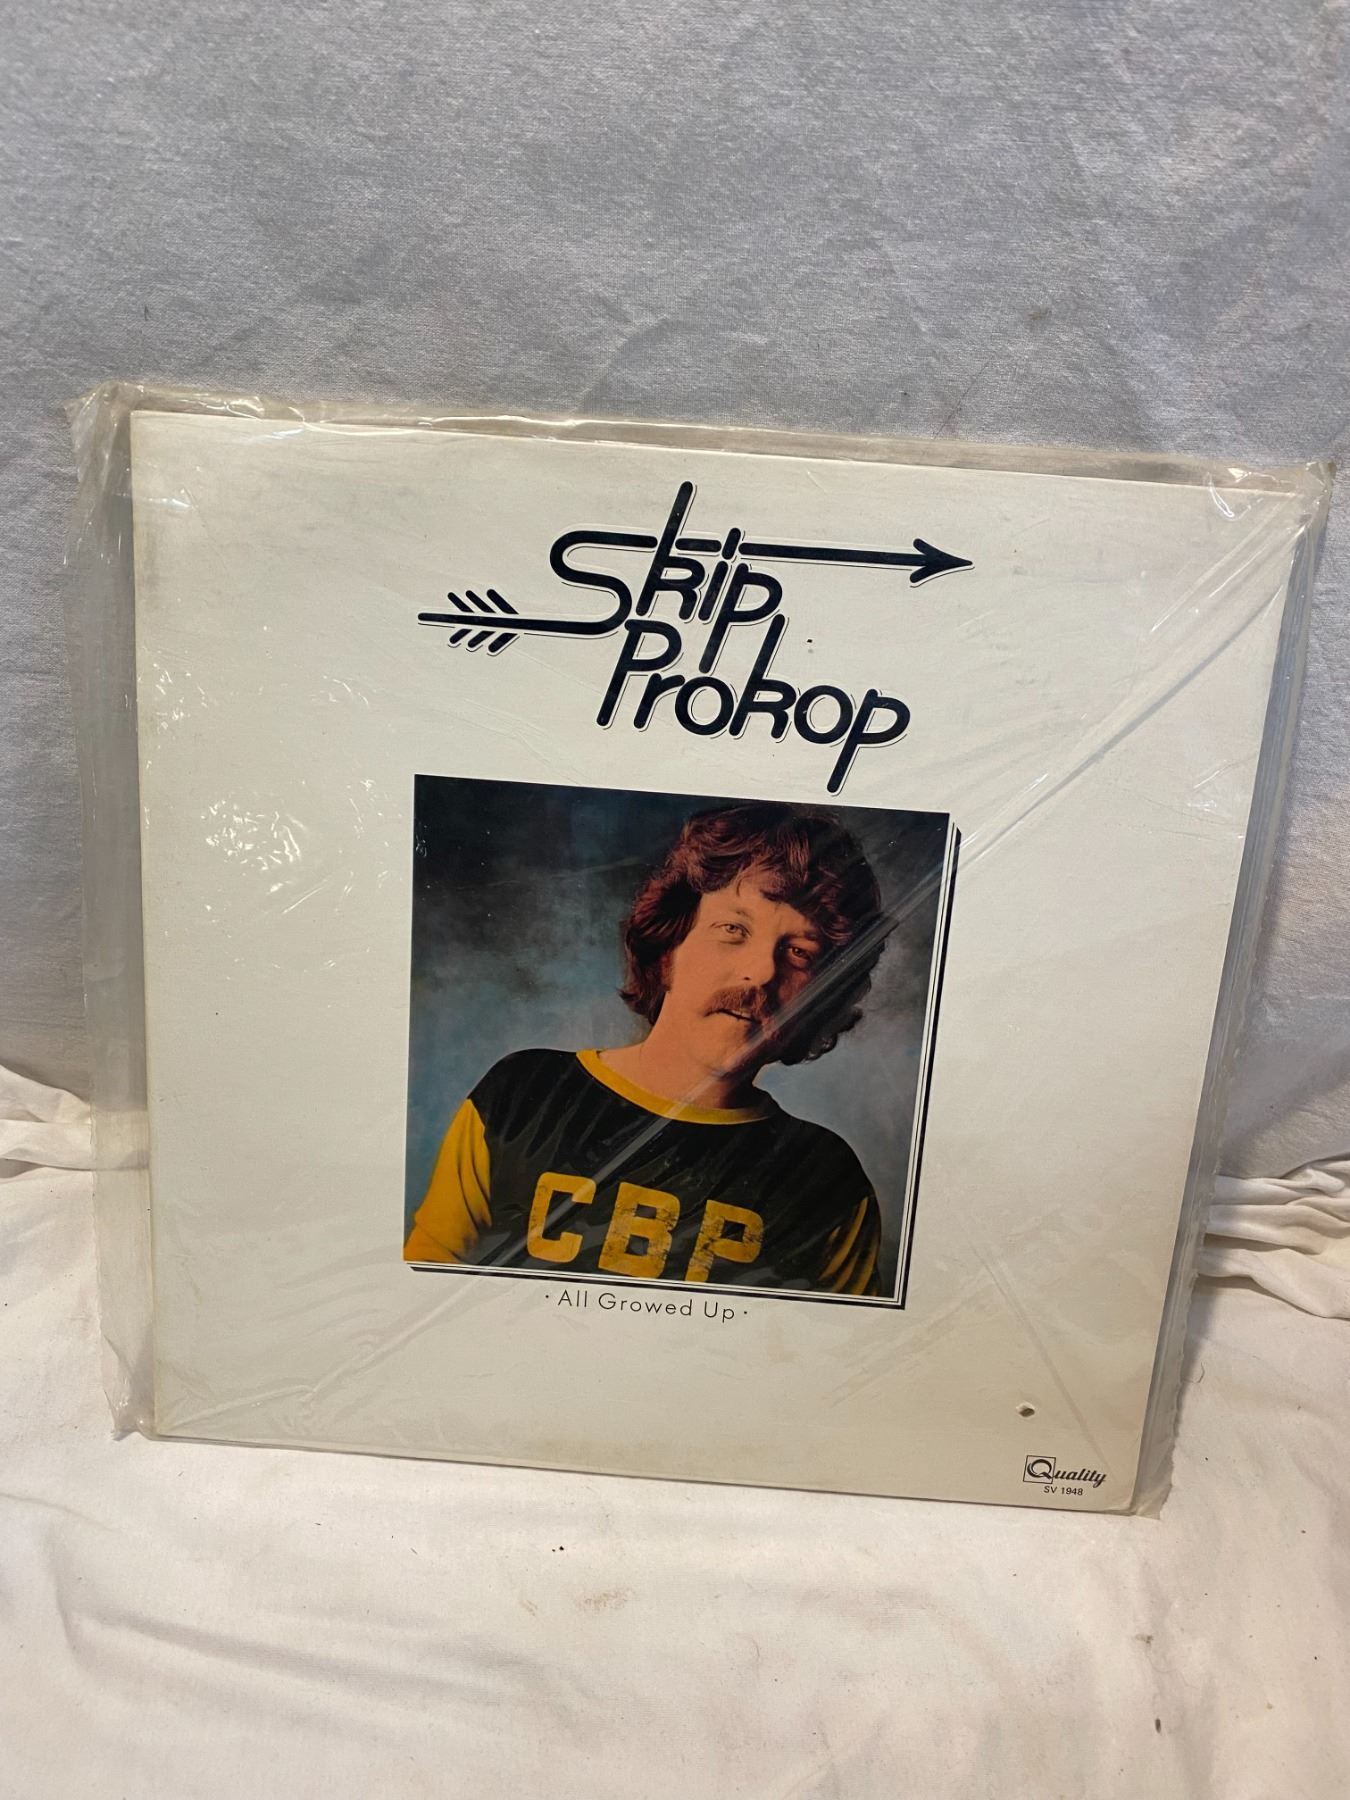 Skip
Prokop
CBP
· All Growed Up ·
Quality
SV 1948